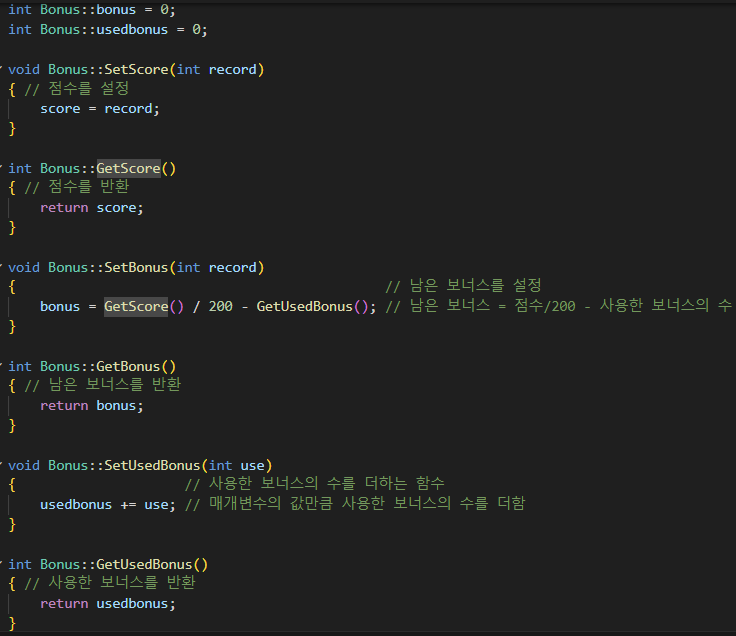 int Bonus::bonus = 0;
int Bonus::usedbonus = 0;
void Bonus::SetScore(int record)
{ // 점수를 설정
score = record;
}
int Bonus::GetScore()
{ // 점수를 반환
return score;
}
void Bonus::SetBonus(int record)
{ // 남은 보너스를 설정
bonus = GetScore() / 200 - GetUsedBonus(); // 남은 보너스 = 점수/200 - 사용한 보너스의 수
}
int Bonus::GetBonus()
{ // 남은 보너스를 반환
return bonus;
}
void Bonus::SetUsedBonus(int use)
{ // 사용한 보너스의 수를 더하는 함수
usedbonus += use; // 매개변수의 값만큼 사용한 보너스의 수를 더함
}
int Bonus::GetUsedBonus()
{ // 사용한 보너스를 반환
return usedbonus;
}